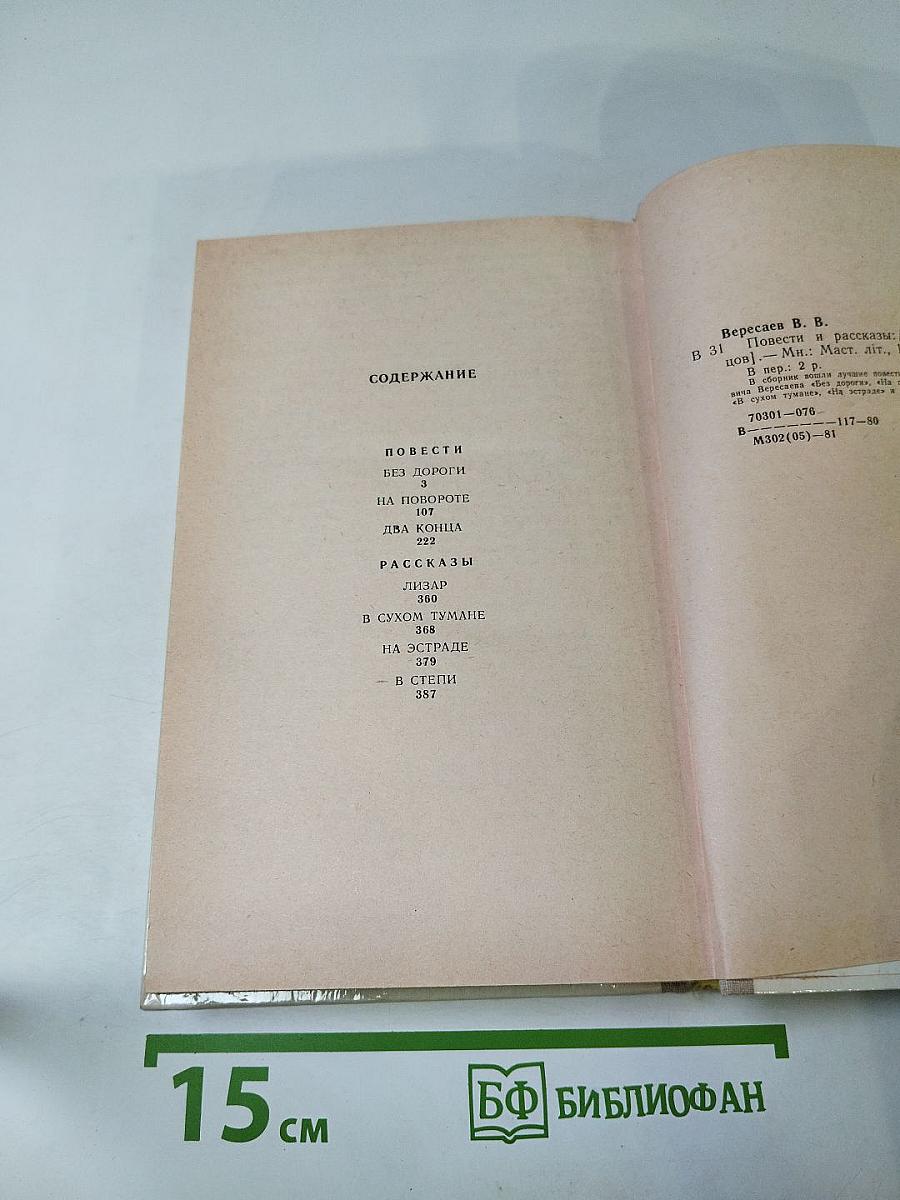 СОДЕРЖАНИЕ
ПОВЕСТИ
БЕЗ ДОРОГИ
3
НА ПОВОРОТЕ
107
ДВА КОНЦА
222
РАССКАЗЫ
ЛИЗАР
360
В СУХОМ ТУМАНЕ
368
НА ЭСТРАДЕ
379
В СТЕПИ
387
Вересаев В. В.
В 31 Повести и рассказы:
цов].— Мн.: Маст. літ.,
В пер.: 2 р.
В сборник вошли лучшие повести
вича Вересаева «Без дороги», «На
«В сухом тумане», «На эстраде» и
70301—076
В———————117—80
М302(05)—81
15 см
БФ БИБЛИОФАН